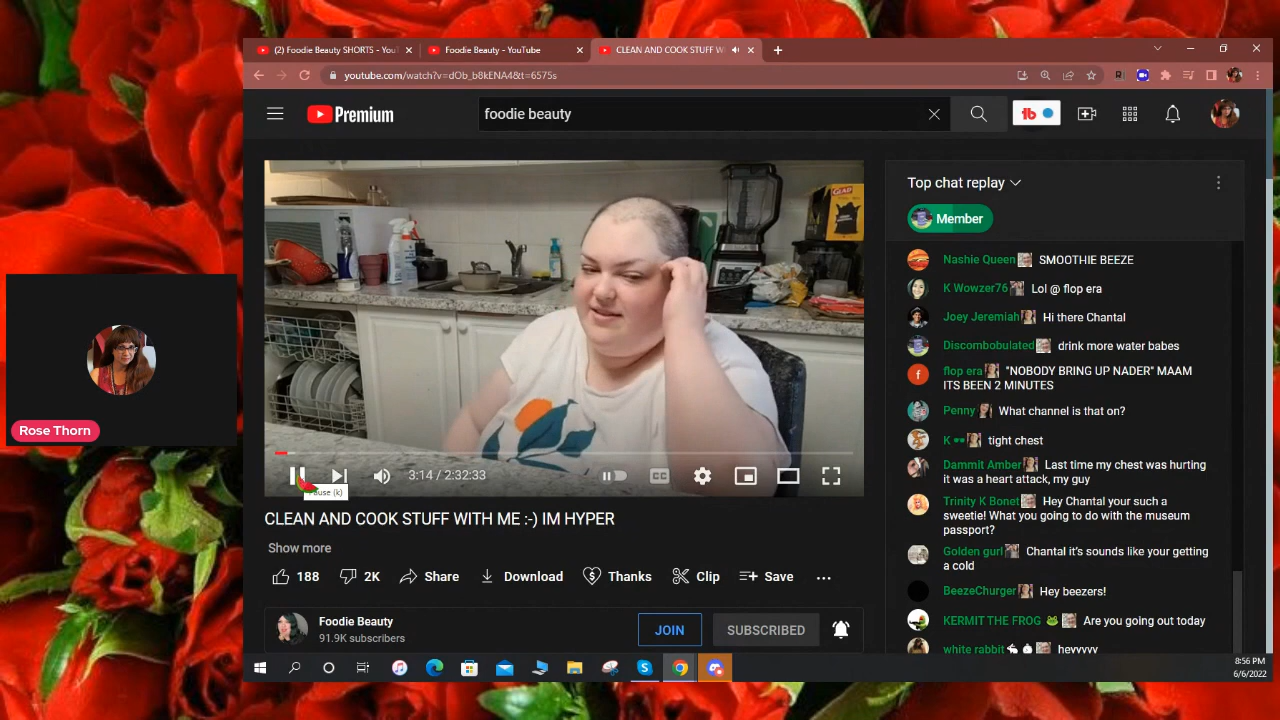 (2) Foodie Beauty SHORTS - You
Foodie Beauty - YouTube
CLEAN AND COOK STUFF W
youtube.com/watch?v=dOb_b8kENA4&t=6575s
Premium
foodie beauty
Top chat replay
Member
Nashie Queen SMOOTHIE BEEZE
K Wowzer76 Lol @ flop era
Joey Jeremiah Hi there Chantal
Discombobulated drink more water babes
flop era "NOBODY BRING UP NADER" MAAM
ITS BEEN 2 MINUTES
Penny What channel is that on?
K 👓 tight chest
Dammit Amber Last time my chest was hurting
it was a heart attack, my guy
Trinity K Bonet Hey Chantal your such a
sweetie! What you going to do with the museum
passport?
Golden gurl Chantal it's sounds like your getting
a cold
BeezeChurger Hey beezers!
KERMIT THE FROG 🐸 Are you going out today
white rabbit heyyyyy
GLAD
3:14 / 2:32:33
CC
Pause (k)
CLEAN AND COOK STUFF WITH ME :-) IM HYPER
Show more
188
2K
Share
Download
Thanks
Clip
Save
Foodie Beauty
91.9K subscribers
JOIN
SUBSCRIBED
Rose Thorn
8:56 PM
6/6/2022